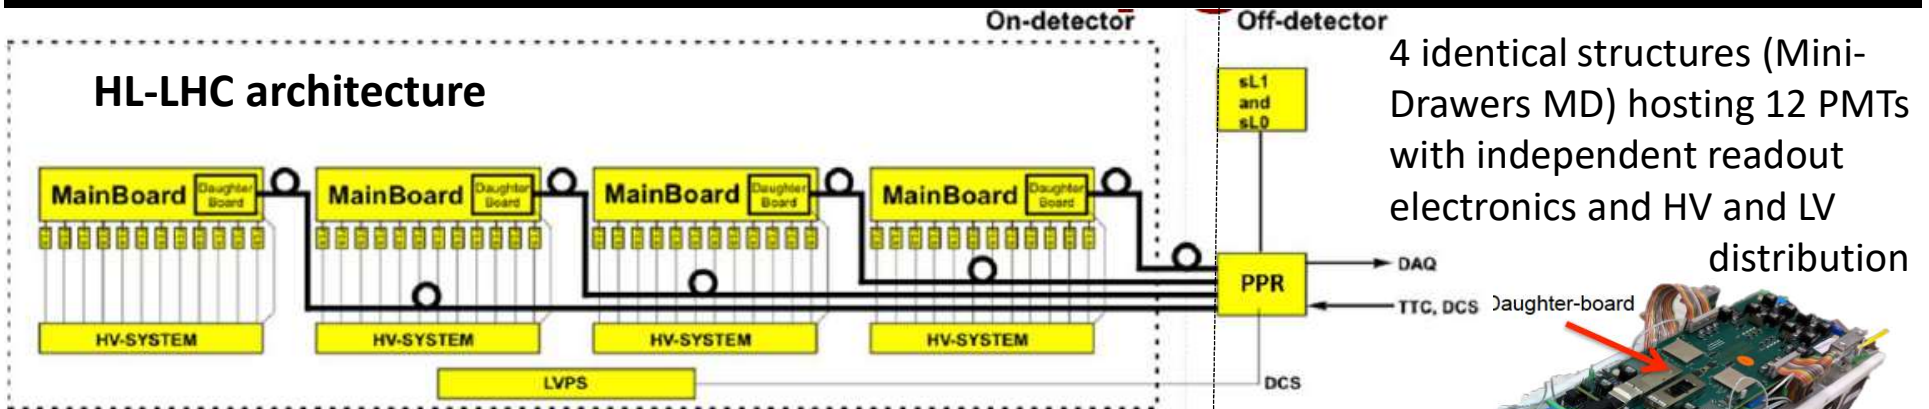 On-detector
Off-detector
HL-LHC architecture
sL1
and
sL0
4 identical structures (Mini-
Drawers MD) hosting 12 PMTs
with independent readout
electronics and HV and LV
distribution
MainBoard
Daughter
Board
MainBoard
Daughter
Board
MainBoard
Daughter
Board
MainBoard
Daughter
Board
PPR
DAQ
TTC, DCS
Daughter-board
HV-SYSTEM
HV-SYSTEM
HV-SYSTEM
HV-SYSTEM
LVPS
DCS